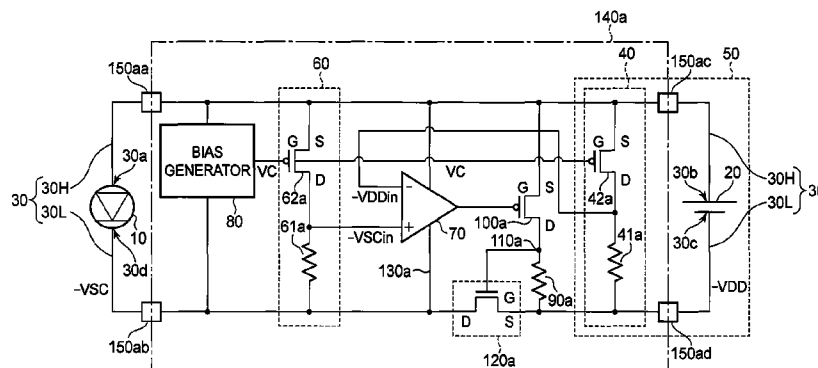 140a
150aa
60
40
150ac
50
30a
30H
30
30L
10
30d
-VSC
150ab
BIAS
GENERATOR
80
VC
G
S
D
62a
61a
-VDDin
-VSCin
-
+
VC
70
130a
G
S
D
100a
110a
90a
G
D
S
120a
G
S
D
42a
41a
30H
30b
20
30
30L
30c
-VDD
150ad